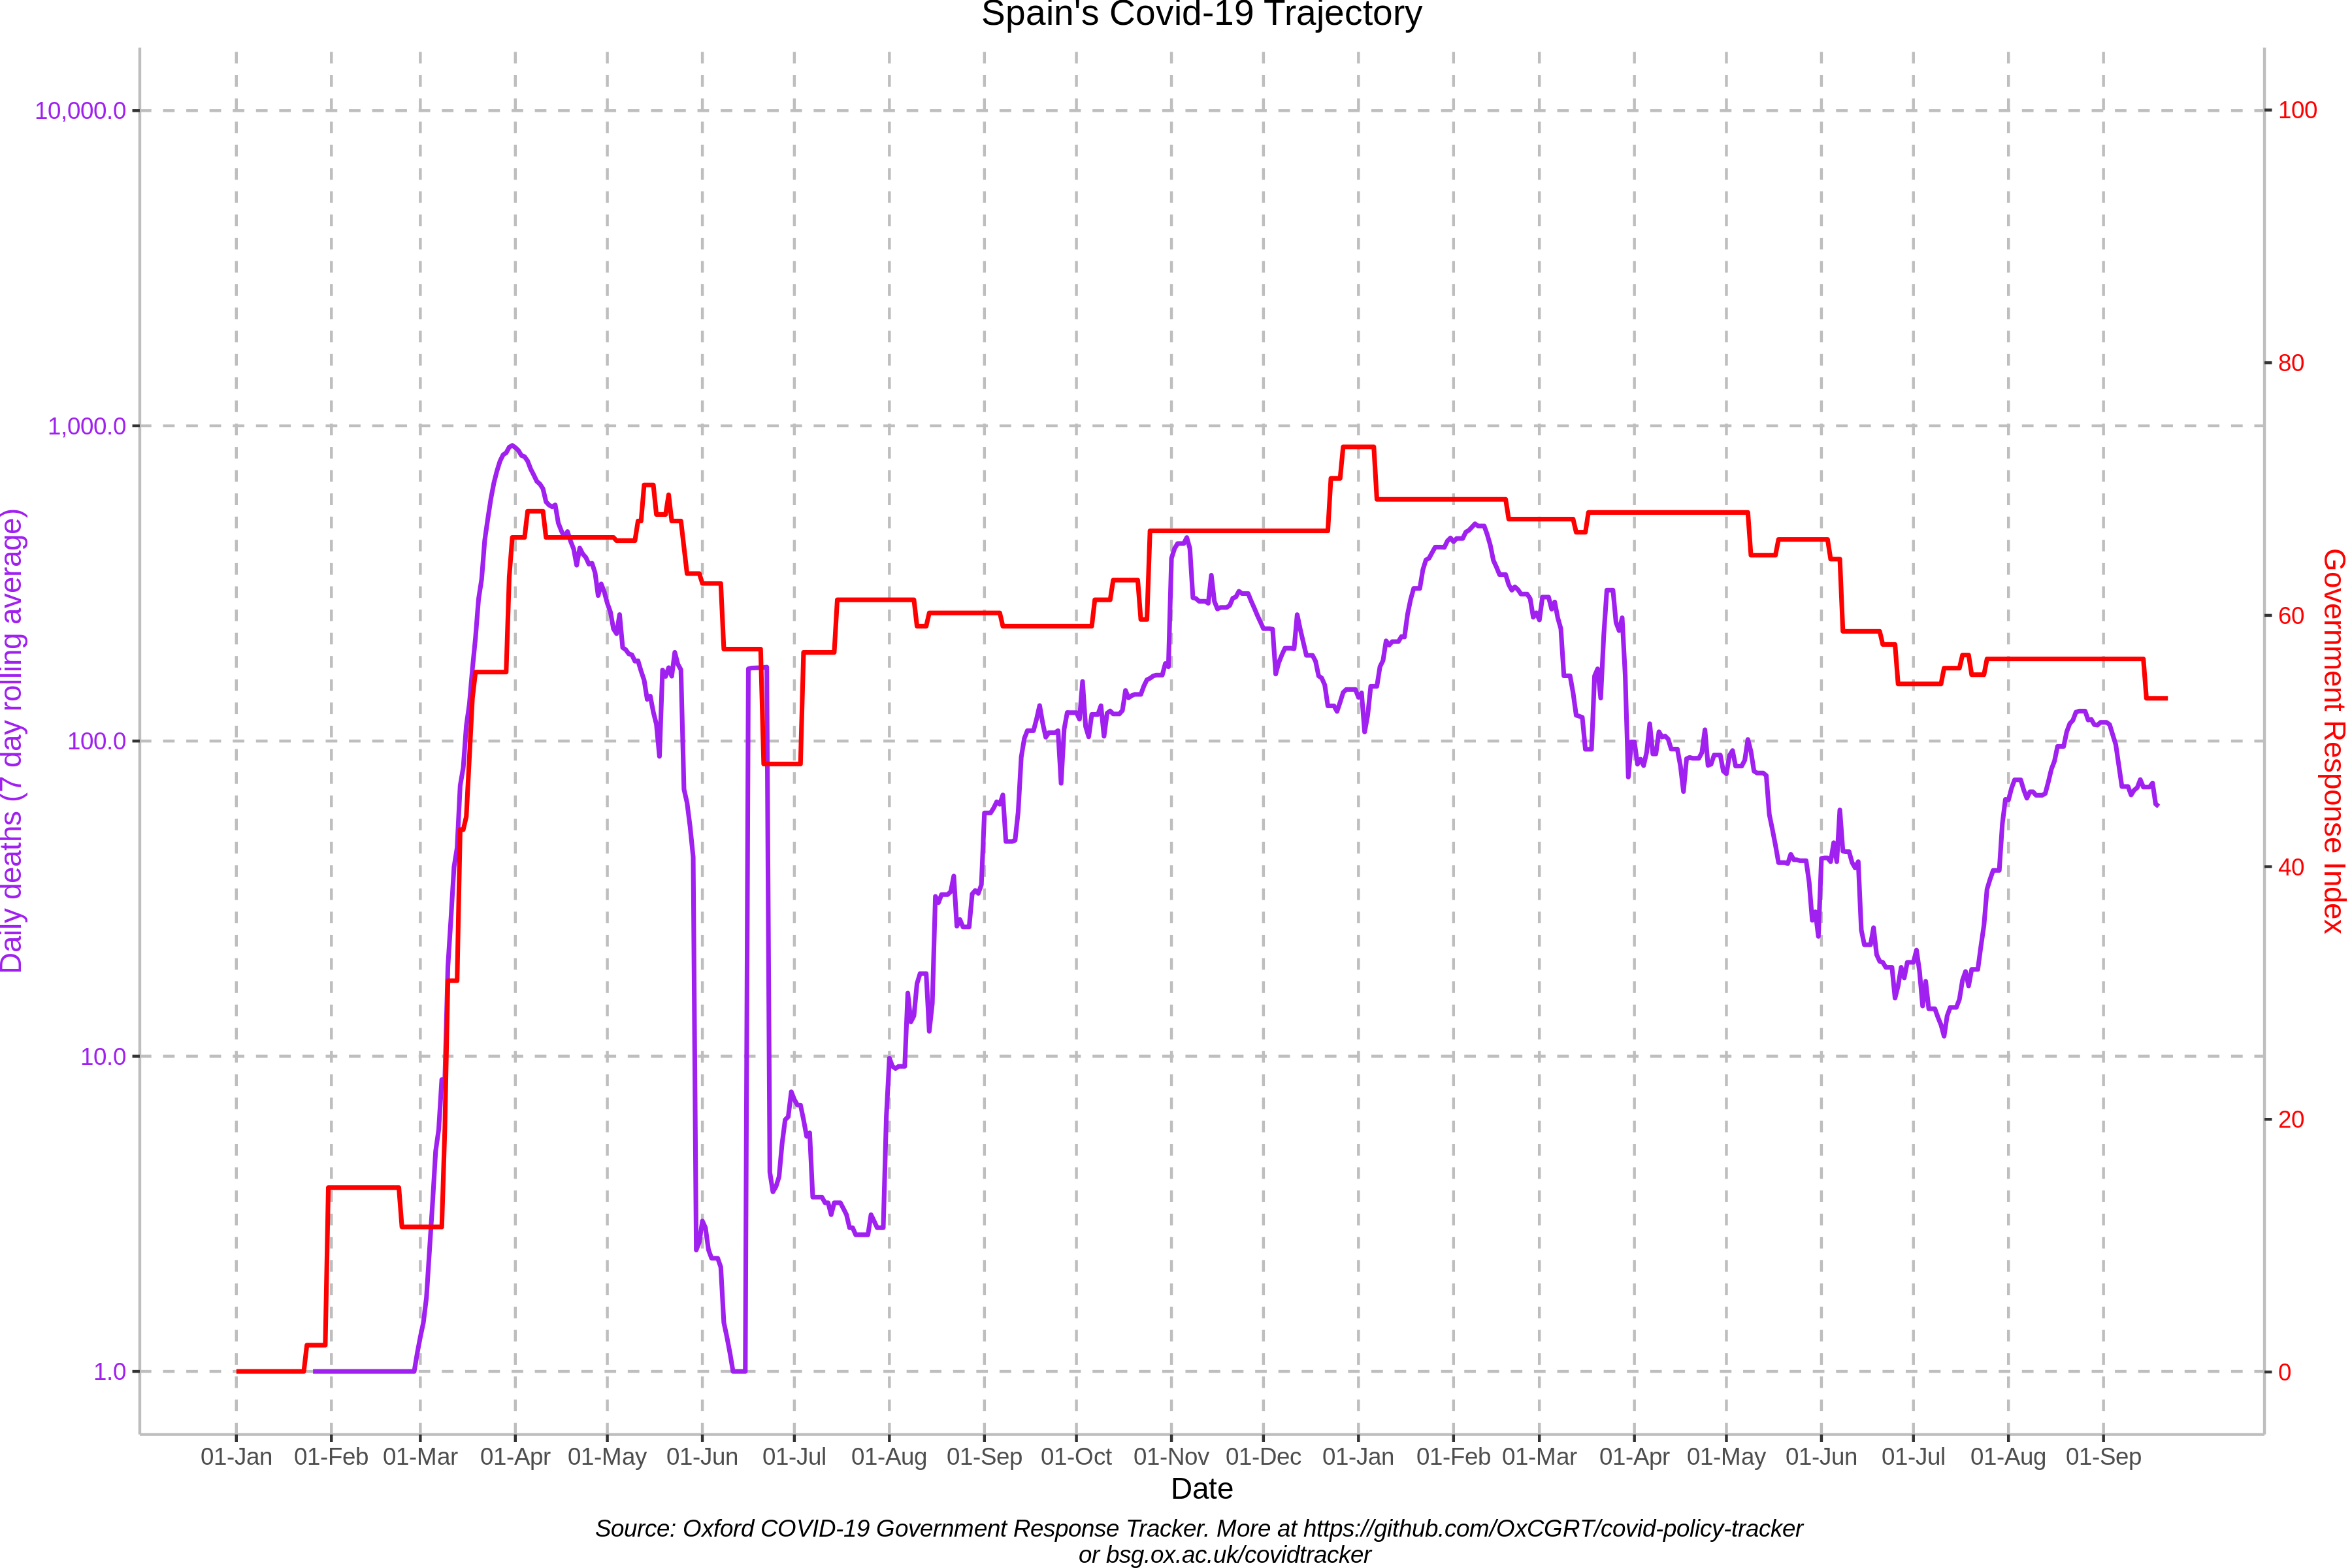 Spain's Covid-19 Trajectory
10,000.0
1,000.0
100.0
10.0
1.0
Daily deaths (7 day rolling average)
100
80
60
40
20
0
Government Response Index
01-Jan 01-Feb 01-Mar 01-Apr 01-May 01-Jun 01-Jul 01-Aug 01-Sep 01-Oct 01-Nov 01-Dec 01-Jan 01-Feb 01-Mar 01-Apr 01-May 01-Jun 01-Jul 01-Aug 01-Sep
Date
Source: Oxford COVID-19 Government Response Tracker. More at https://github.com/OxCGRT/covid-policy-tracker
or bsg.ox.ac.uk/covidtracker